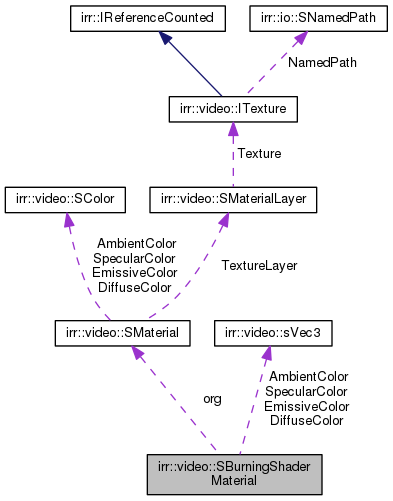 irr::IReferenceCounted
irr::io::SNamedPath
NamedPath
irr::video::ITexture
Texture
irr::video::SColor
irr::video::SMaterialLayer
AmbientColor
SpecularColor
EmissiveColor
DiffuseColor
TextureLayer
irr::video::SMaterial
irr::video::sVec3
org
AmbientColor
SpecularColor
EmissiveColor
DiffuseColor
irr::video::SBurningShader
Material